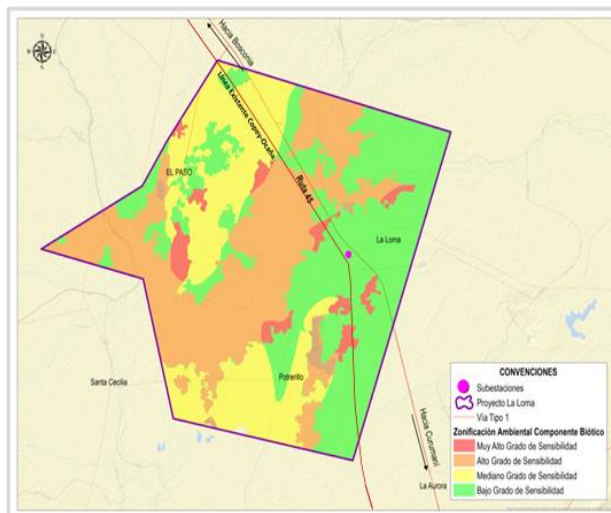 Hacia Bosconia
Línea Existente Copey-Ocaña
EL PASO
Ruta 45
La Loma
Potrerillo
Santa Cecilia
Hacia Curumaní
La Aurora
CONVENCIONES
Subestaciones
Proyecto La Loma
Vía Tipo 1
Zonificación Ambiental Componente Biótico
Muy Alto Grado de Sensibilidad
Alto Grado de Sensibilidad
Mediano Grado de Sensibilidad
Bajo Grado de Sensibilidad